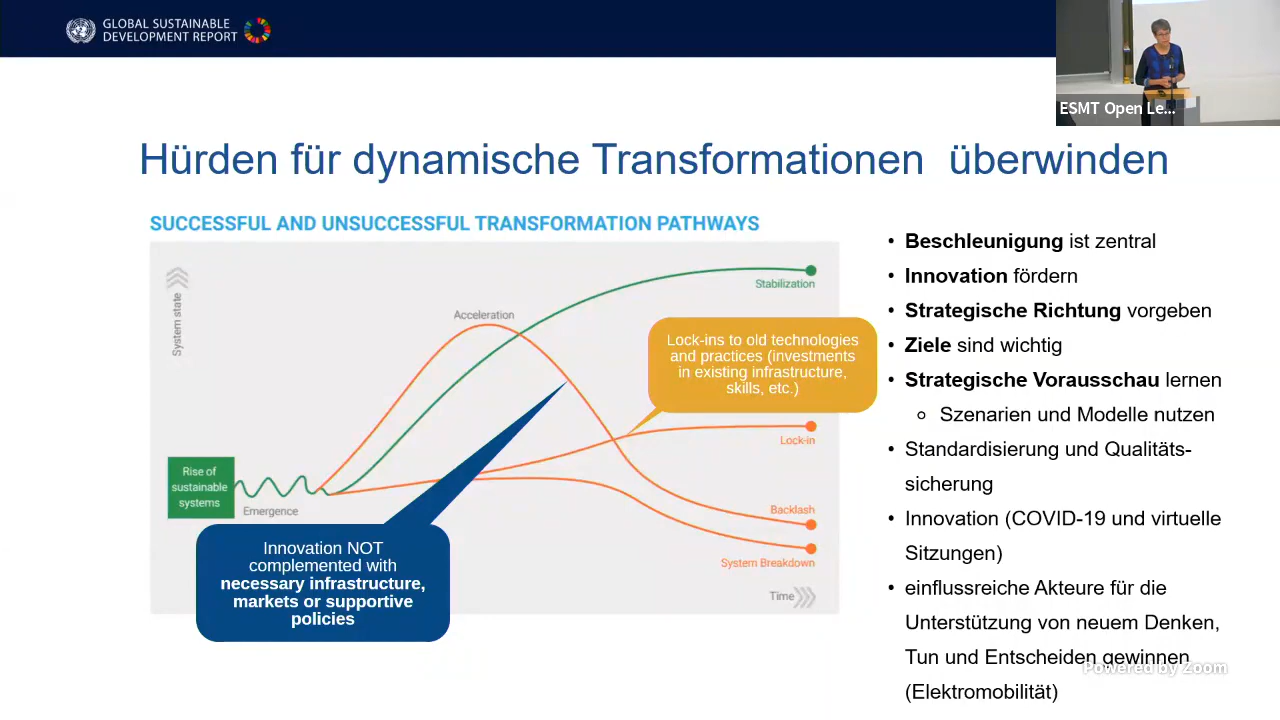 GLOBAL SUSTAINABLE
DEVELOPMENT REPORT
ESMT Open Le...
Hürden für dynamische Transformationen überwinden
SUCCESSFUL AND UNSUCCESSFUL TRANSFORMATION PATHWAYS
System state
Acceleration
Stabilization
Lock-ins to old technologies
and practices (investments
in existing infrastructure,
skills, etc.)
Lock-in
Rise of
sustainable
systems
Emergence
Backlash
System Breakdown
Time
Innovation NOT
complemented with
necessary infrastructure,
markets or supportive
policies
• Beschleunigung ist zentral
• Innovation fördern
• Strategische Richtung vorgeben
• Ziele sind wichtig
• Strategische Vorausschau lernen
○ Szenarien und Modelle nutzen
• Standardisierung und Qualitäts-
sicherung
• Innovation (COVID-19 und virtuelle
Sitzungen)
• einflussreiche Akteure für die
Unterstützung von neuem Denken,
Tun und Entscheiden gewinnen
(Elektromobilität)
Powered by Zoom